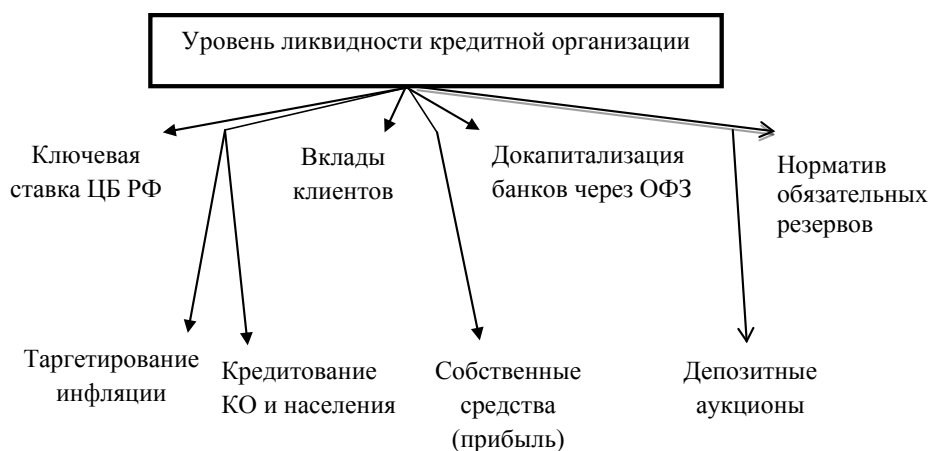 Уровень ликвидности кредитной организации
Ключевая
ставка ЦБ РФ
Вклады
клиентов
Докапитализация
банков через ОФЗ
Норматив
обязательных
резервов
Таргетирование
инфляции
Кредитование
КО и населения
Собственные
средства
(прибыль)
Депозитные
аукционы